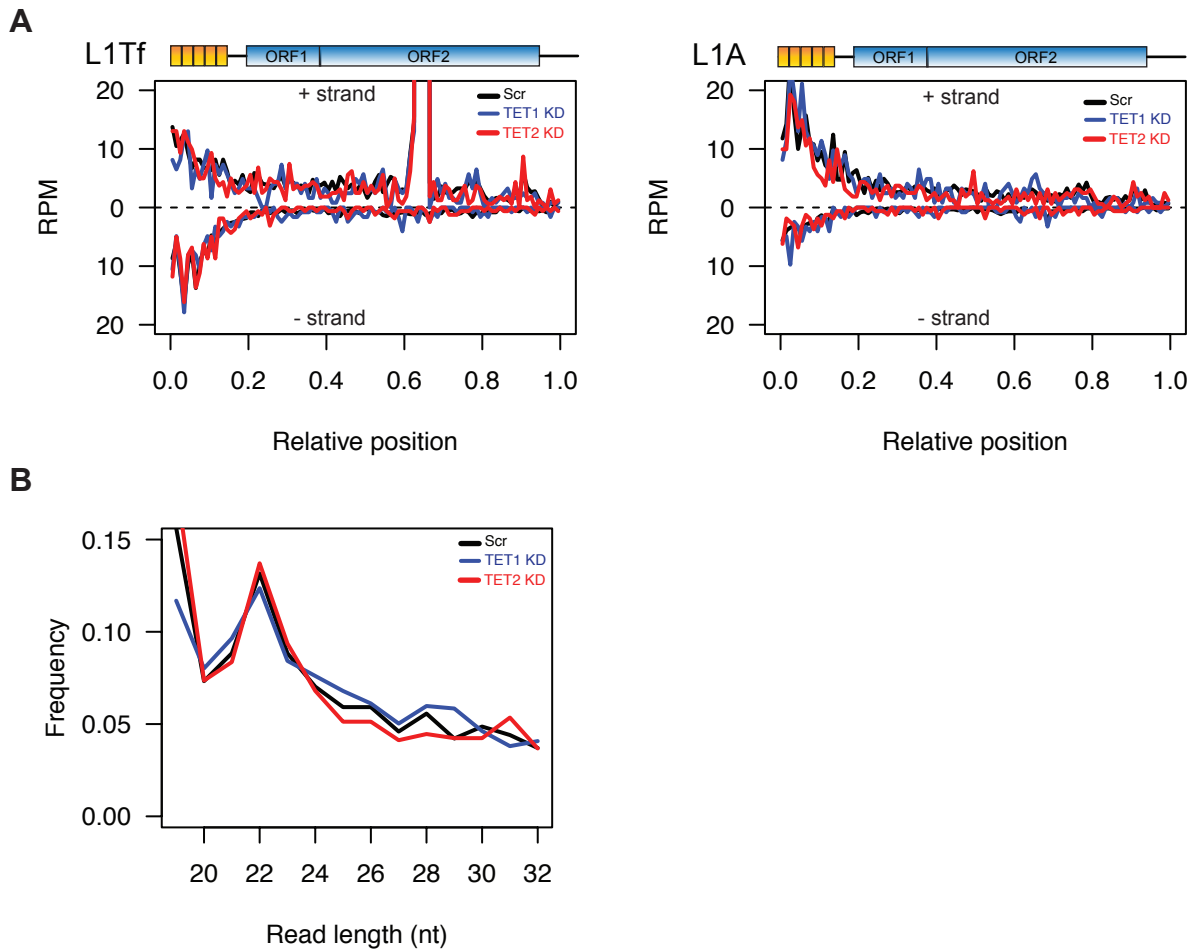 A
L1Tf
ORF1 ORF2
+ strand
Scr
TET1 KD
TET2 KD
RPM
20
10
0
10
20
- strand
0.0 0.2 0.4 0.6 0.8 1.0
Relative position
L1A
ORF1 ORF2
+ strand
Scr
TET1 KD
TET2 KD
RPM
20
10
0
10
20
- strand
0.0 0.2 0.4 0.6 0.8 1.0
Relative position
B
Scr
TET1 KD
TET2 KD
Frequency
0.15
0.10
0.05
0.00
20 22 24 26 28 30 32
Read length (nt)